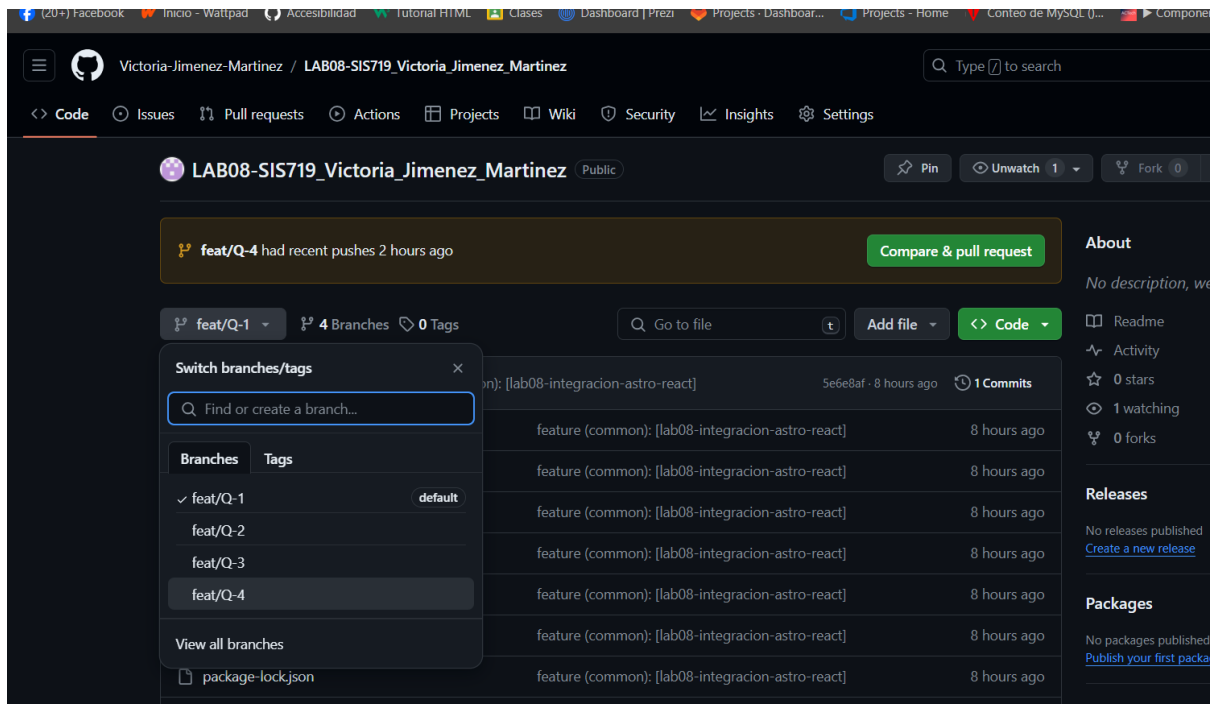 (20+) Facebook Inicio - Wattpad Accesibilidad Tutorial HTML Clases Dashboard | Prezi Projects · Dashboar... Projects - Home Conteo de MySQL ()...
Victoria-Jimenez-Martinez / LAB08-SIS719_Victoria_Jimenez_Martinez Type / to search
Code Issues Pull requests Actions Projects Wiki Security Insights Settings
LAB08-SIS719_Victoria_Jimenez_Martinez Public Pin Unwatch 1 Fork 0
feat/Q-4 had recent pushes 2 hours ago Compare & pull request
About
No description, we
feat/Q-1 4 Branches 0 Tags Go to file t Add file Code
Readme
Activity
0 stars
1 watching
0 forks
Switch branches/tags
on): [lab08-integracion-astro-react] 5e6e8af · 8 hours ago 1 Commits
Find or create a branch...
feature (common): [lab08-integracion-astro-react] 8 hours ago
Branches Tags
feature (common): [lab08-integracion-astro-react] 8 hours ago
feat/Q-1 default
feature (common): [lab08-integracion-astro-react] 8 hours ago
feat/Q-2
feature (common): [lab08-integracion-astro-react] 8 hours ago
feat/Q-3
feat/Q-4
feature (common): [lab08-integracion-astro-react] 8 hours ago
View all branches
feature (common): [lab08-integracion-astro-react] 8 hours ago
package-lock.json feature (common): [lab08-integracion-astro-react] 8 hours ago
Releases
No releases published
Create a new release
Packages
No packages published
Publish your first packa